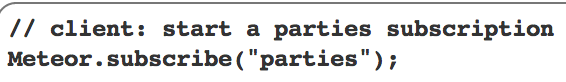 // client: start a parties subscription
Meteor.subscribe("parties");